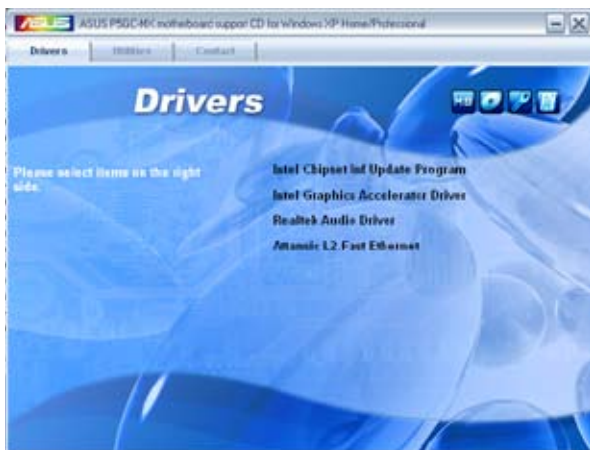 ASUS ASUS P5GC-MX motherboard support CD for Windows XP Home/Professional
Drivers Utilities Contact
Drivers
Please select items on the right
side.
Intel Chipset Inf Update Program
Intel Graphics Accelerator Driver
Realtek Audio Driver
Attansic L2 Fast Ethernet